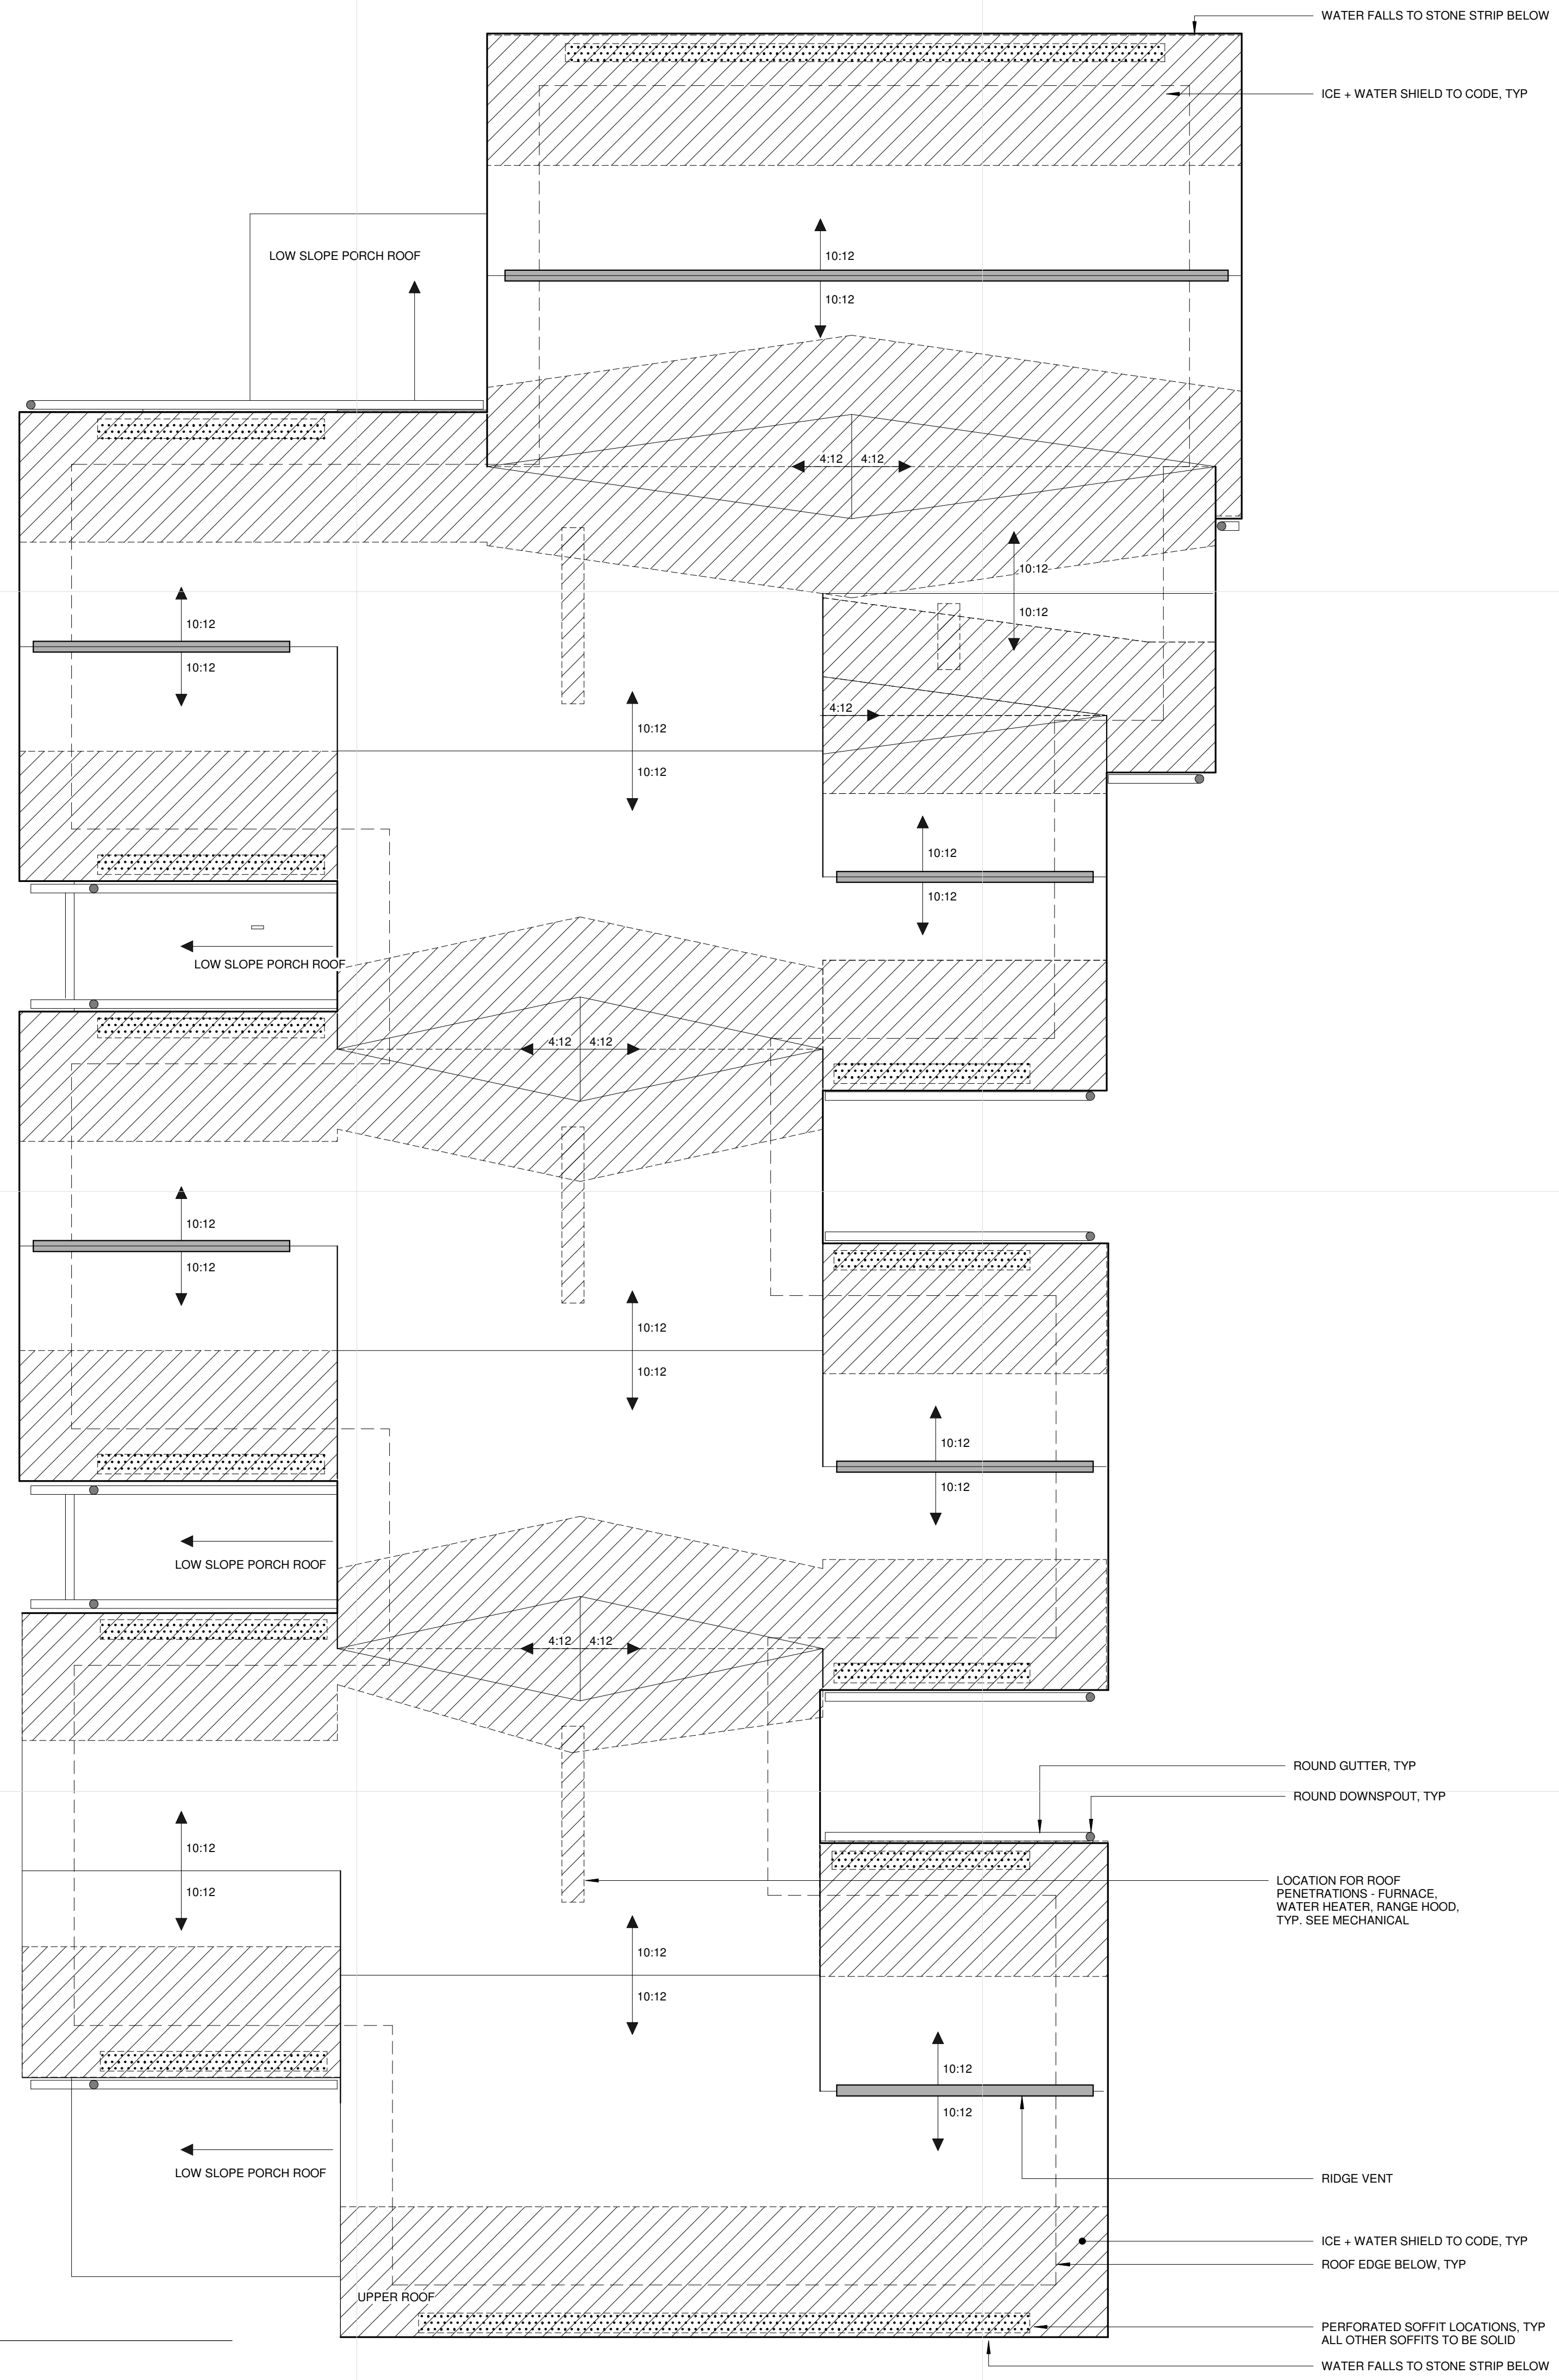 WATER FALLS TO STONE STRIP BELOW
ICE + WATER SHIELD TO CODE, TYP
LOW SLOPE PORCH ROOF
10:12
10:12
4:12 4:12
10:12
10:12
10:12
10:12
4:12
10:12
10:12
10:12
10:12
LOW SLOPE PORCH ROOF
4:12 4:12
10:12
10:12
10:12
10:12
10:12
10:12
LOW SLOPE PORCH ROOF
4:12 4:12
ROUND GUTTER, TYP
ROUND DOWNSPOUT, TYP
10:12
10:12
LOCATION FOR ROOF
PENETRATIONS - FURNACE,
WATER HEATER, RANGE HOOD,
TYP. SEE MECHANICAL
10:12
10:12
10:12
10:12
LOW SLOPE PORCH ROOF
RIDGE VENT
ICE + WATER SHIELD TO CODE, TYP
ROOF EDGE BELOW, TYP
UPPER ROOF
PERFORATED SOFFIT LOCATIONS, TYP
ALL OTHER SOFFITS TO BE SOLID
WATER FALLS TO STONE STRIP BELOW